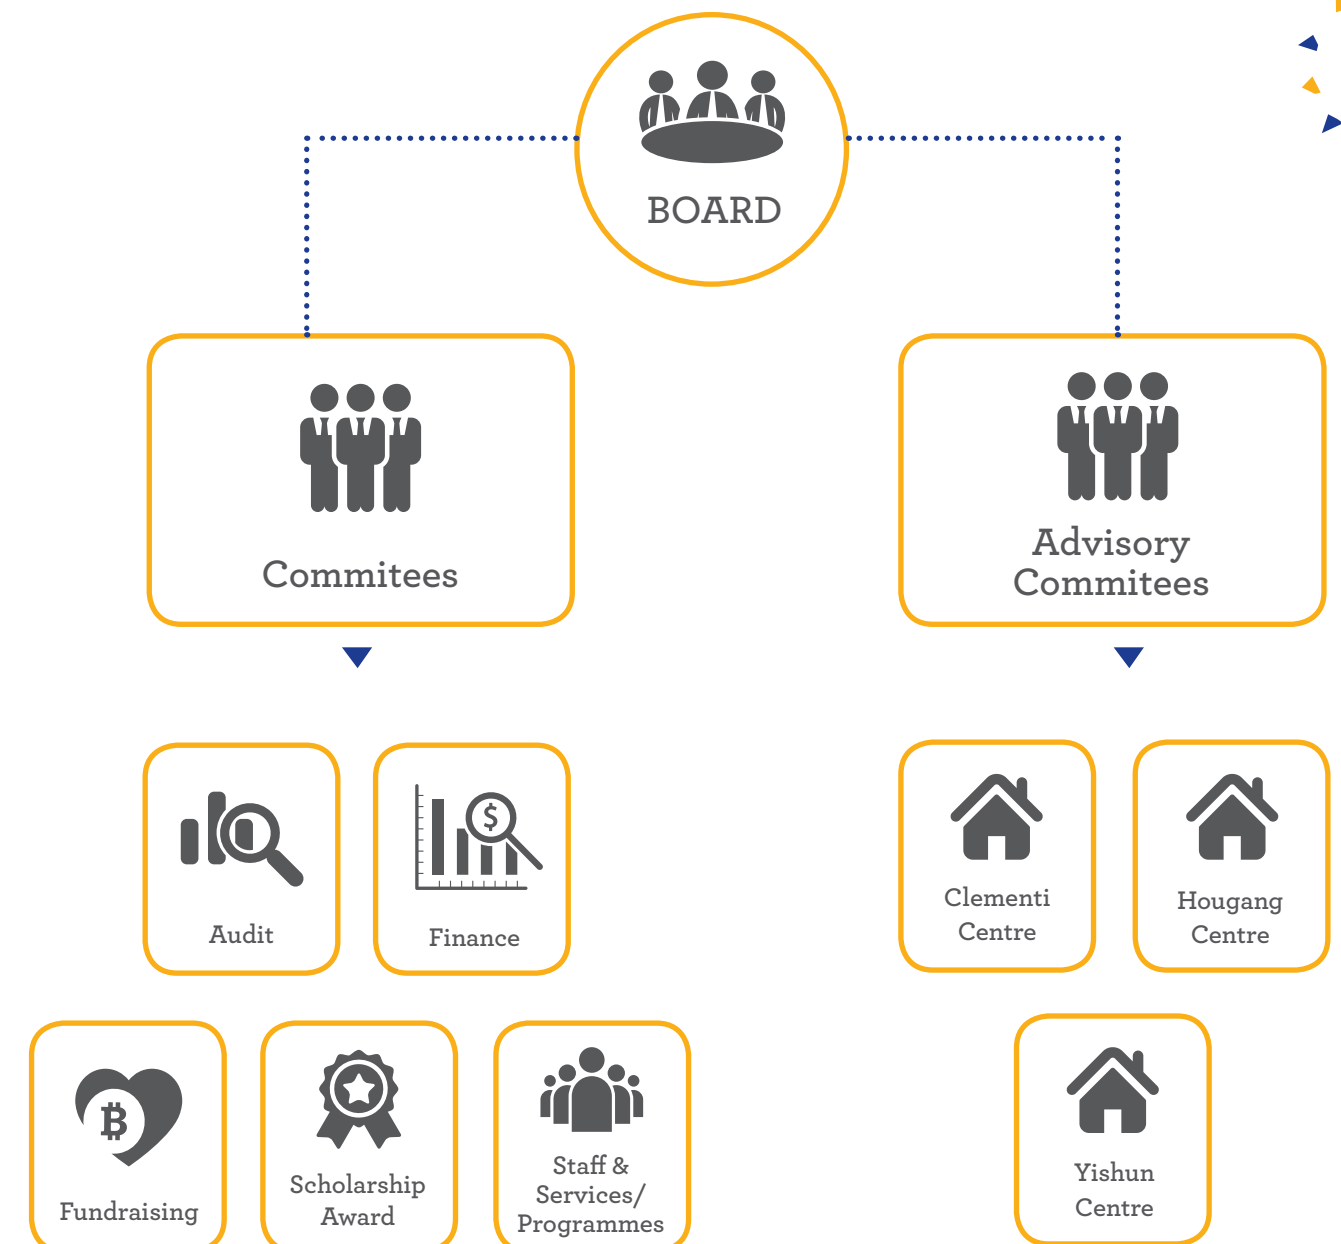 BOARD
Commitees
Advisory
Commitees
Audit
Finance
Clementi
Centre
Hougang
Centre
Fundraising
Scholarship
Award
Staff &
Services/
Programmes
Yishun
Centre